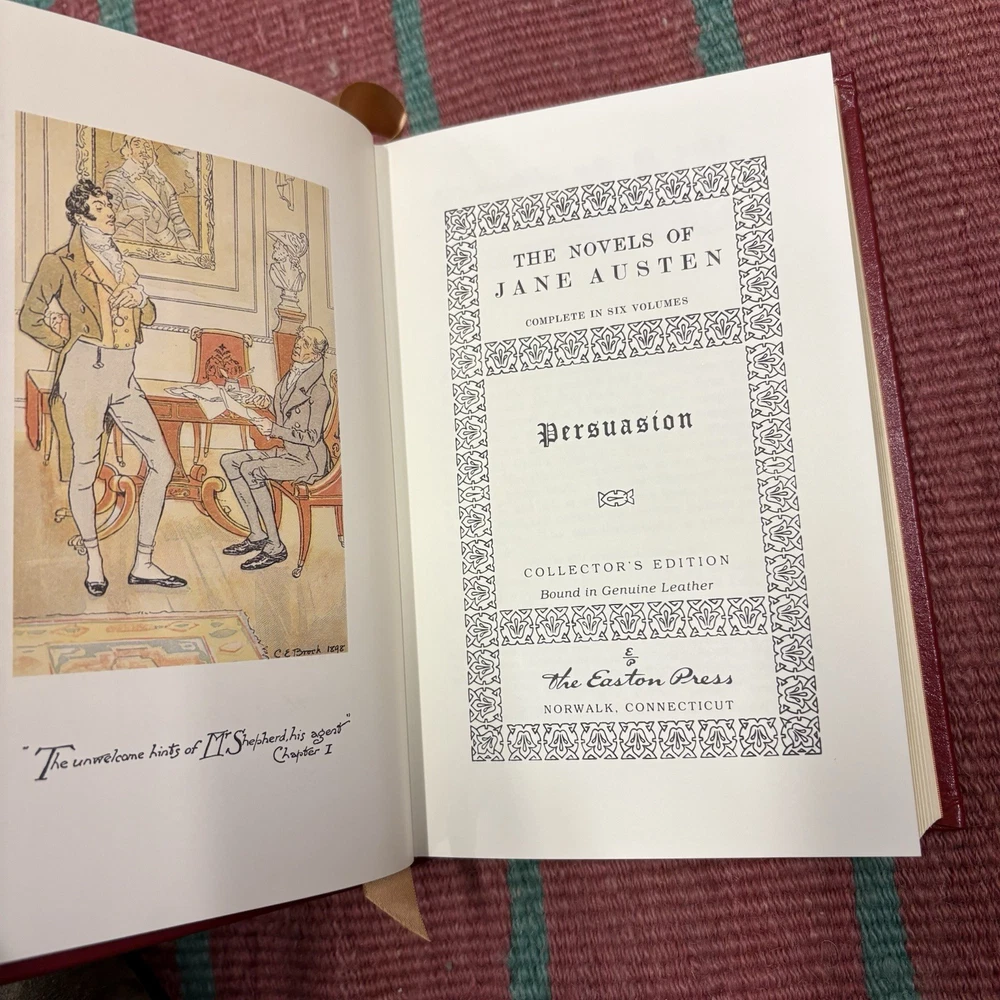 C.E. Brock 1898
"The unwelcome hints of Mr Shepherd, his agent"
Chapter I
THE NOVELS OF
JANE AUSTEN
COMPLETE IN SIX VOLUMES
Persuasion
COLLECTOR'S EDITION
Bound in Genuine Leather
E
P
the Easton Press
NORWALK, CONNECTICUT